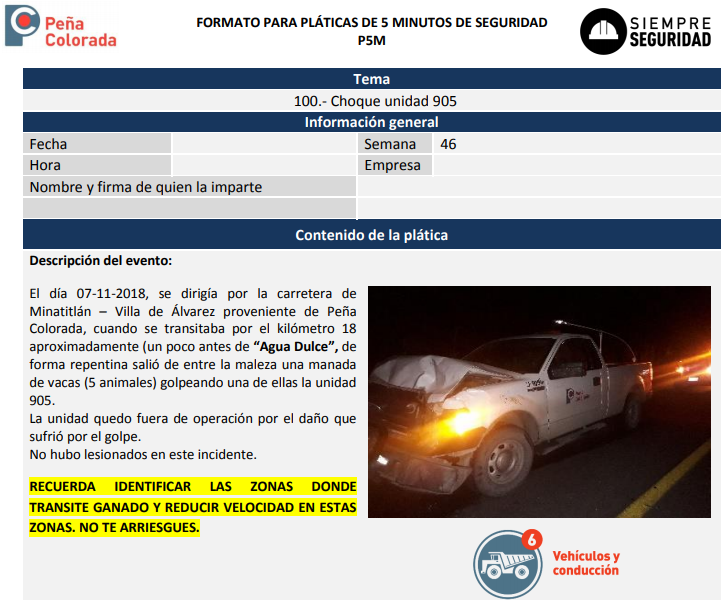 Peña
Colorada
FORMATO PARA PLÁTICAS DE 5 MINUTOS DE SEGURIDAD
P5M
SIEMPRE
SEGURIDAD
Tema
100.- Choque unidad 905
Información general
Fecha
Semana 46
Hora
Empresa
Nombre y firma de quien la imparte
Contenido de la plática
Descripción del evento:
El día 07-11-2018, se dirigía por la carretera de
Minatitlán – Villa de Álvarez proveniente de Peña
Colorada, cuando se transitaba por el kilómetro 18
aproximadamente (un poco antes de “Agua Dulce”, de
forma repentina salió de entre la maleza una manada
de vacas (5 animales) golpeando una de ellas la unidad
905.
La unidad quedo fuera de operación por el daño que
sufrió por el golpe.
No hubo lesionados en este incidente.
RECUERDA IDENTIFICAR LAS ZONAS DONDE
TRANSITE GANADO Y REDUCIR VELOCIDAD EN ESTAS
ZONAS. NO TE ARRIESGUES.
6
Vehículos y
conducción